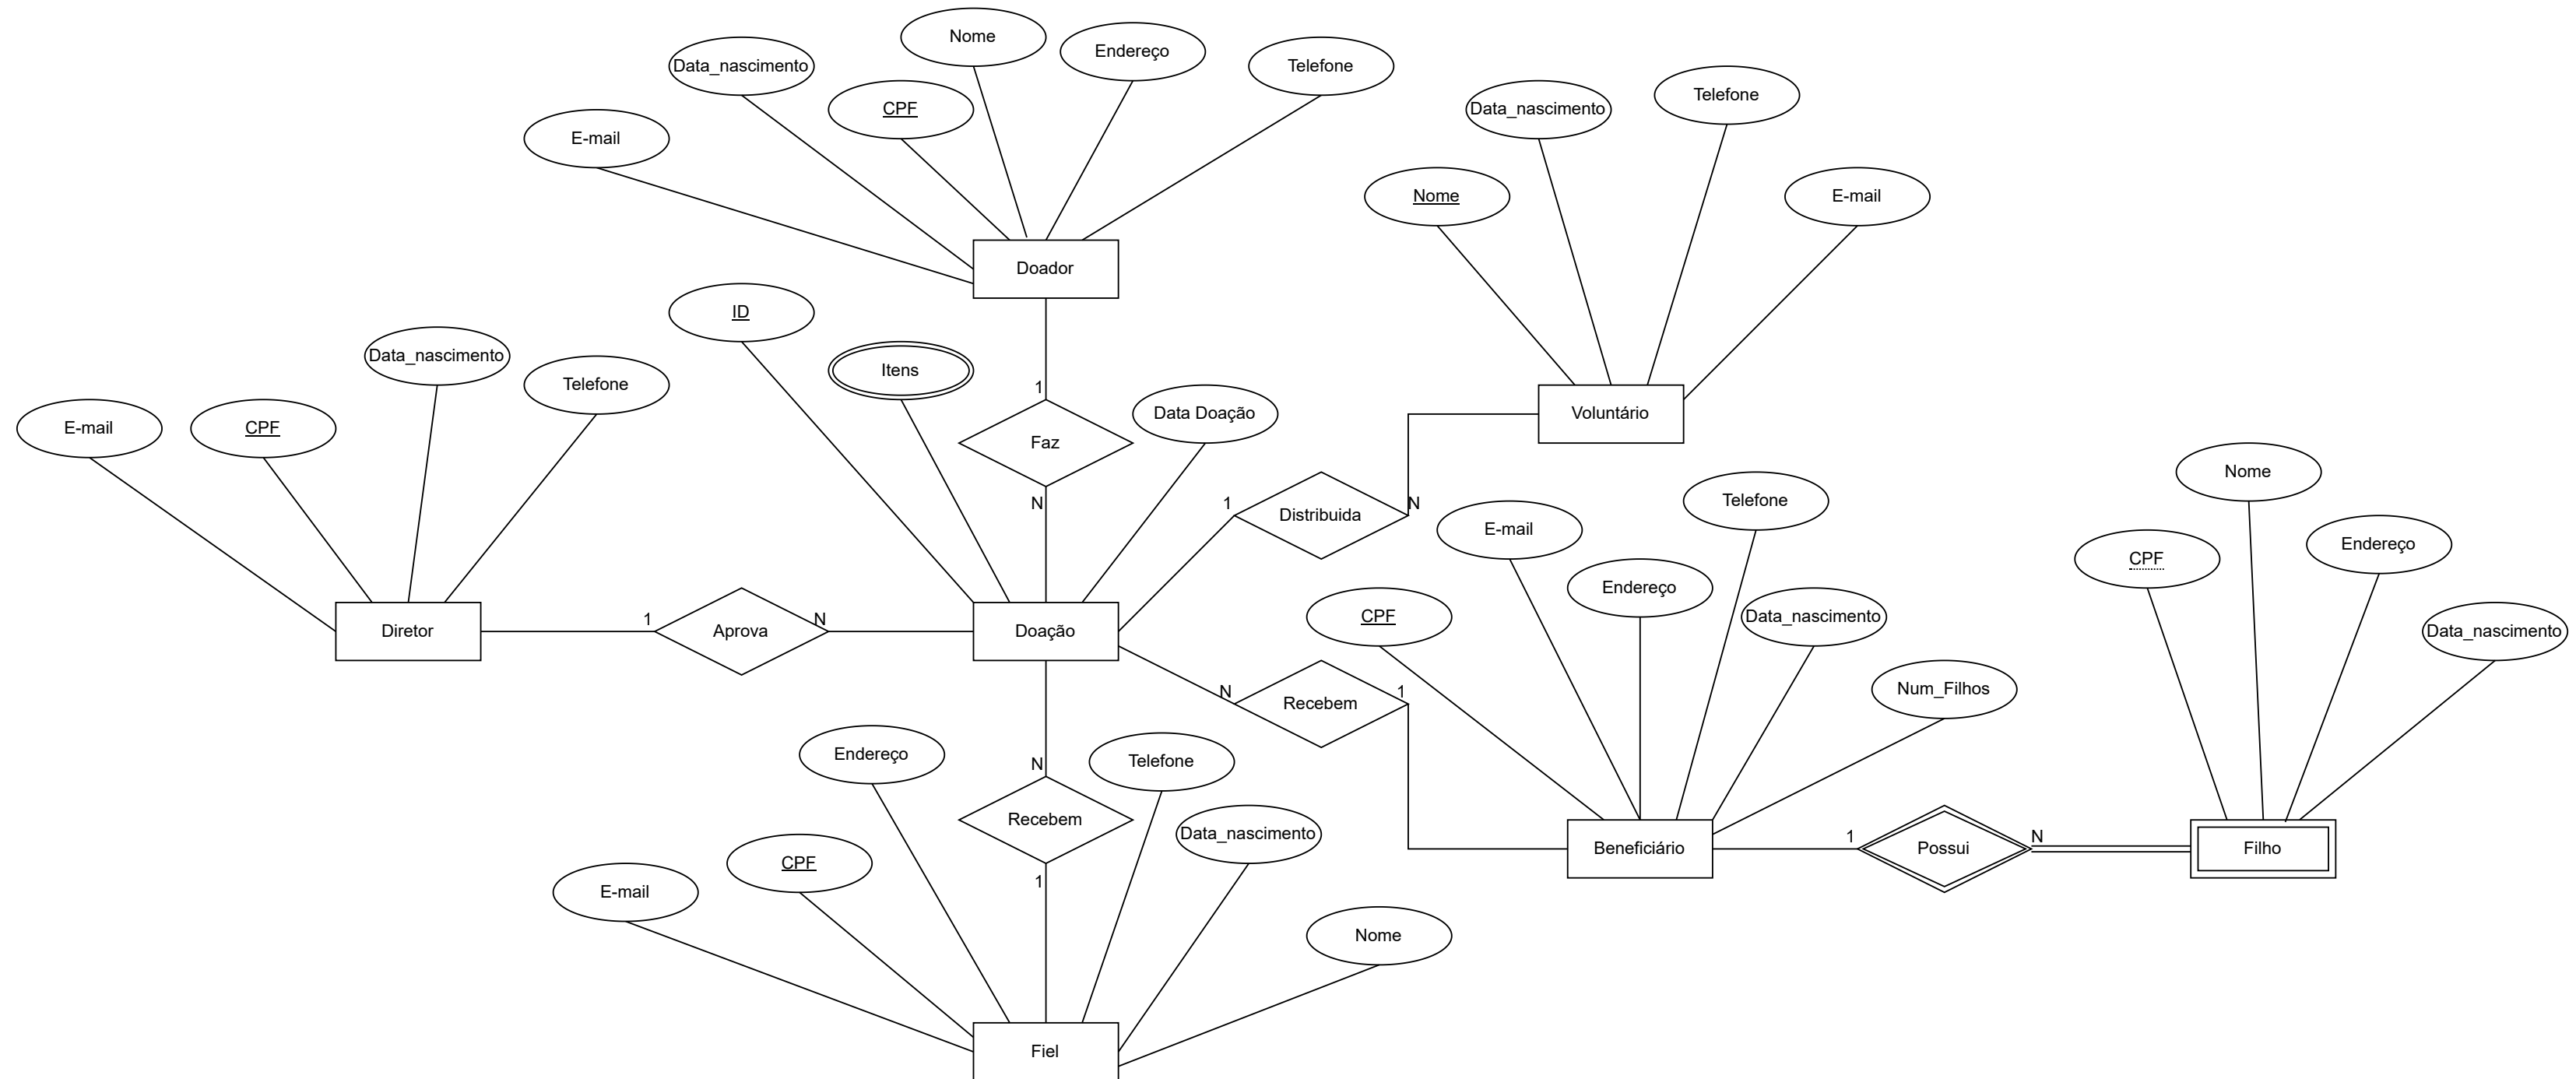 Nome
Endereço
Data_nascimento
Telefone
CPF
E-mail
Data_nascimento
Telefone
Nome
E-mail
Doador
ID
Data_nascimento
Itens
Telefone
1
Faz
Data Doação
Voluntário
E-mail
CPF
N
1
N
Distribuida
Nome
Telefone
E-mail
Endereço
CPF
Endereço
CPF
Data_nascimento
Diretor
1
Aprova
N
Doação
Data_nascimento
N
Recebem
1
Num_Filhos
Endereço
N
Telefone
Recebem
Data_nascimento
1
Beneficiário
1
Possui
N
Filho
CPF
E-mail
Nome
Fiel